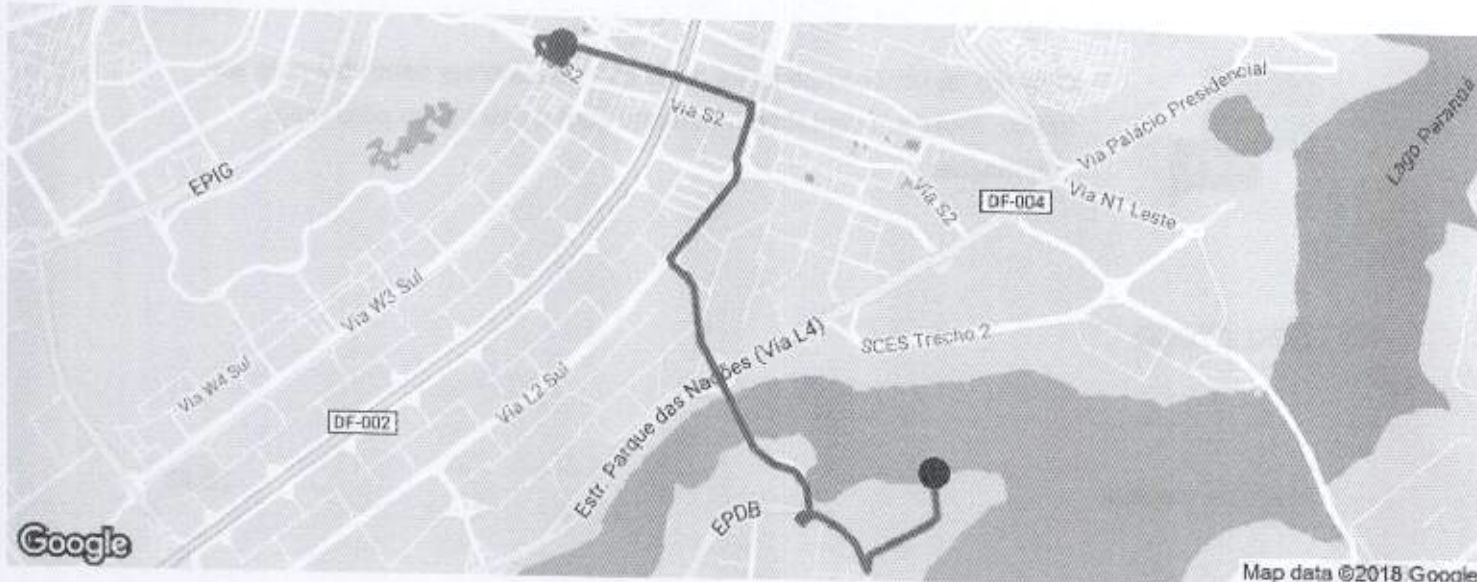 Via S2
Via S2
EPIG
Via Palácio Presidencial
Lago Paranoá
Via S2
DF-004
Via N1 Leste
Via W3 Sul
Via W4 Sul
SCES Trecho 2
Estr. Parque das Nações (Via L4)
Via L2 Sul
DF-002
EPDB
Google
Map data ©2018 Google